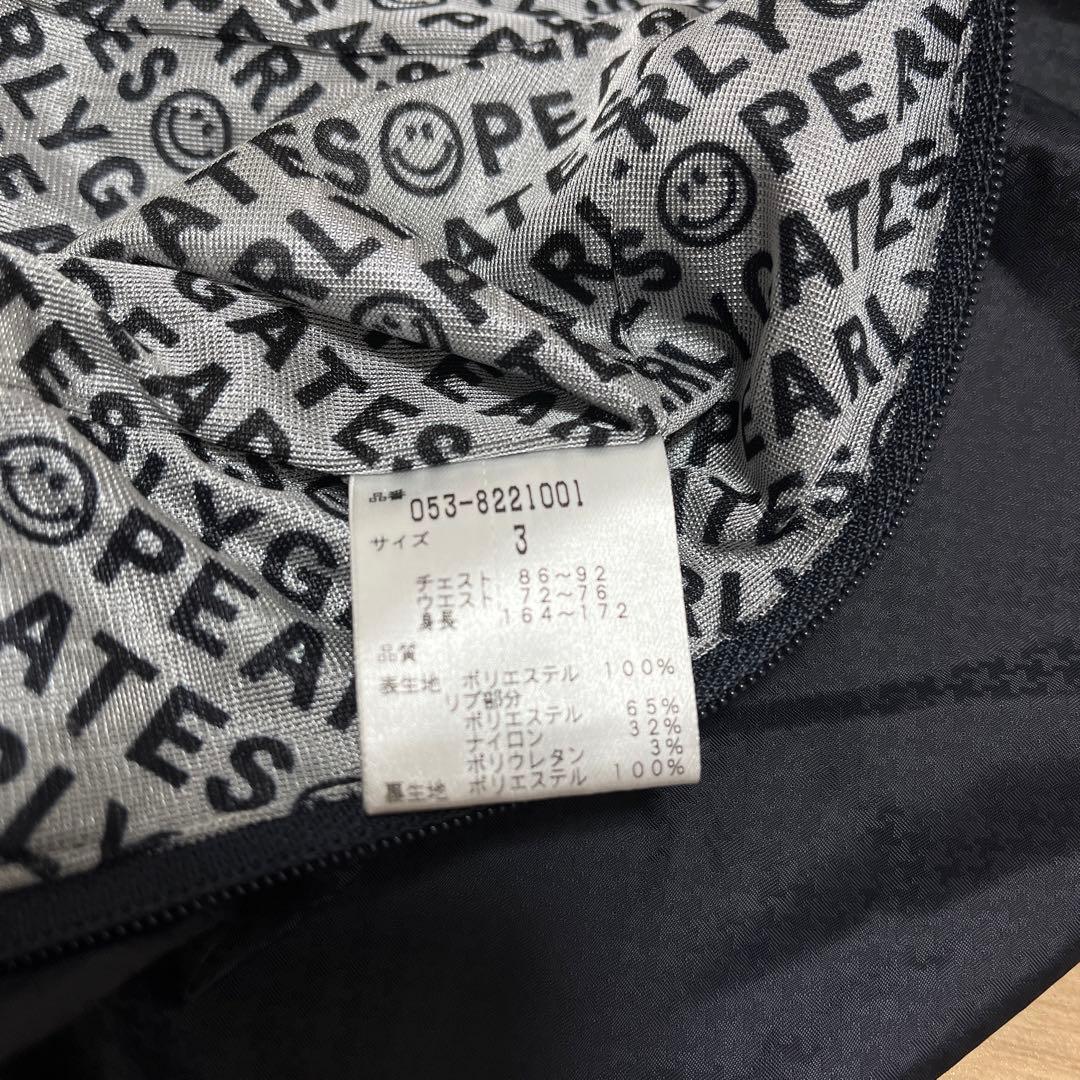 PEARLY GATES
品番 053-8221001
サイズ 3
チェスト 86~92
ウエスト 72~76
身長 164~172
品質
表生地 ポリエステル 100%
リブ部分
ポリエステル 65%
ナイロン 32%
ポリウレタン 3%
裏生地 ポリエステル 100%